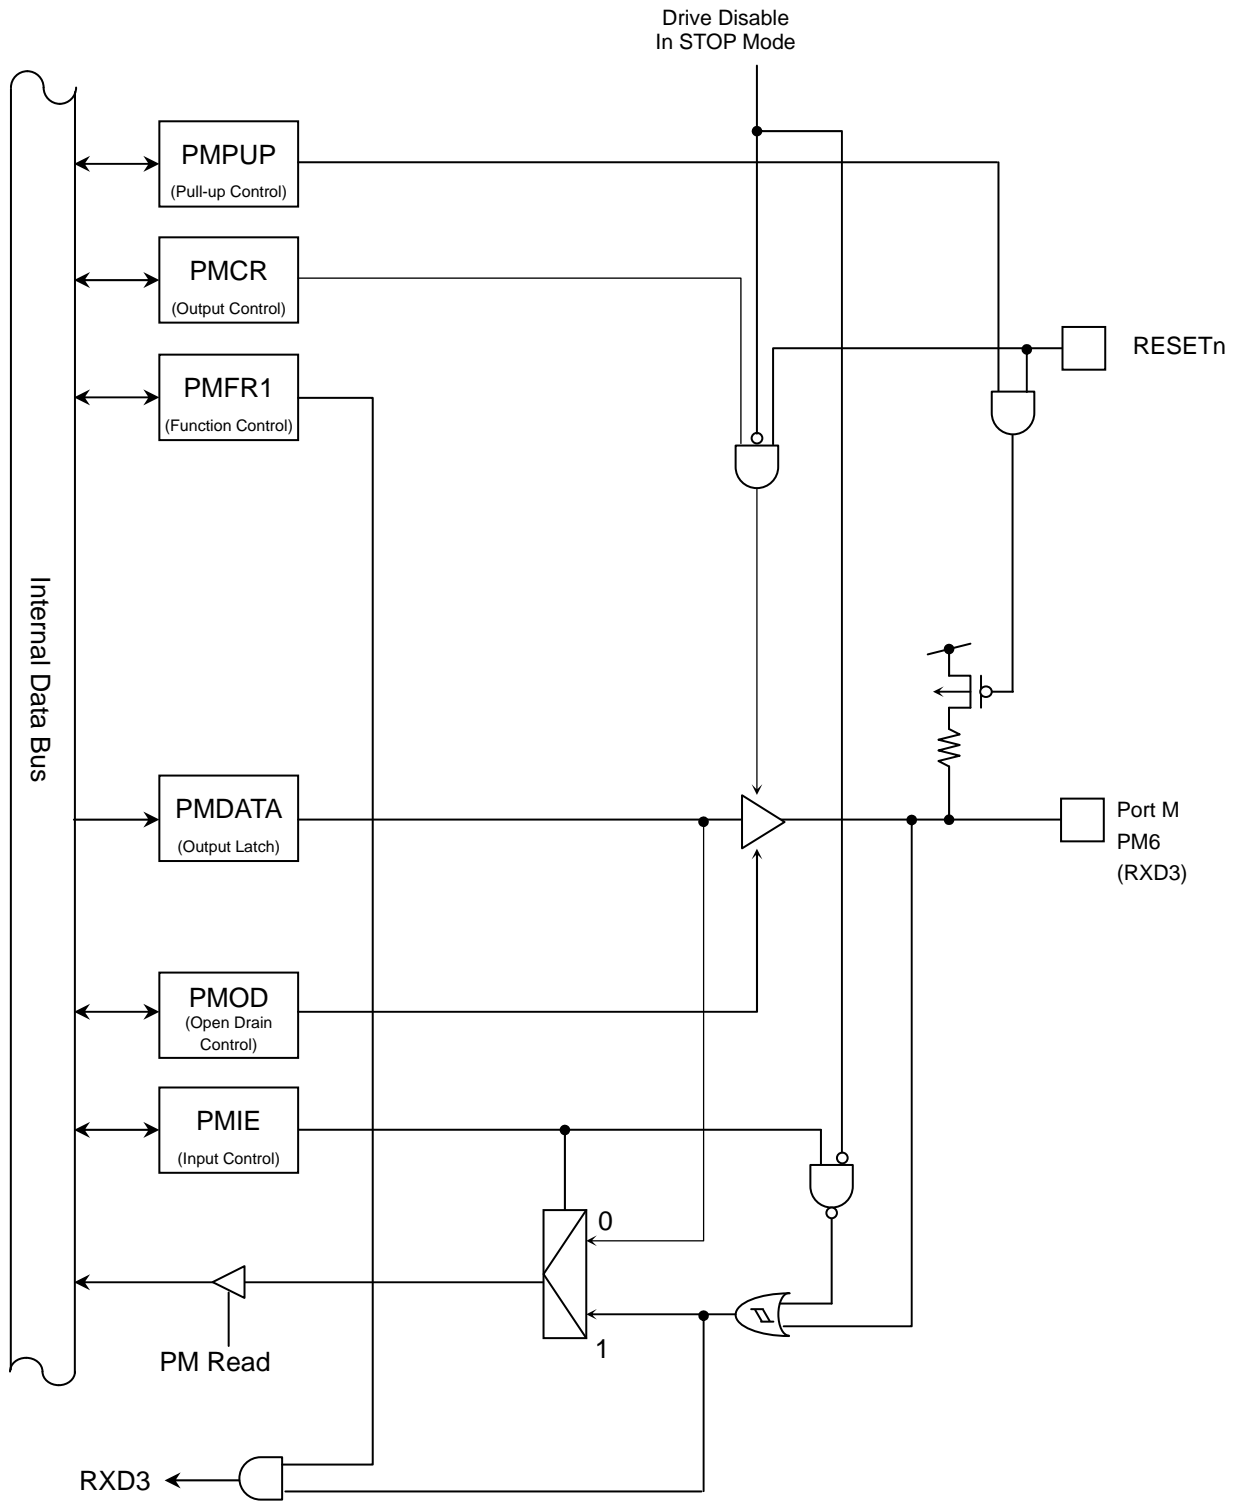 Drive Disable
In STOP Mode
PMPUP
(Pull-up Control)
PMCR
(Output Control)
PMFR1
(Function Control)
RESETn
Internal Data Bus
PMDATA
(Output Latch)
Port M
PM6
(RXD3)
PMOD
(Open Drain
Control)
PMIE
(Input Control)
0
1
PM Read
RXD3